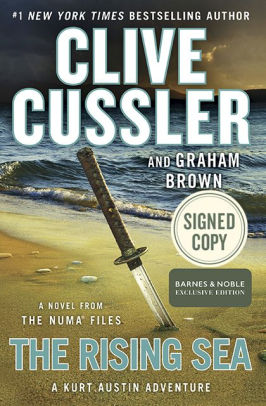 #1 NEW YORK TIMES BESTSELLING AUTHOR
CLIVE
CUSSLER
AND GRAHAM
BROWN
SIGNED
COPY
BARNES & NOBLE
EXCLUSIVE EDITION
A NOVEL FROM
THE NUMA® FILES
THE RISING SEA
A KURT AUSTIN ADVENTURE